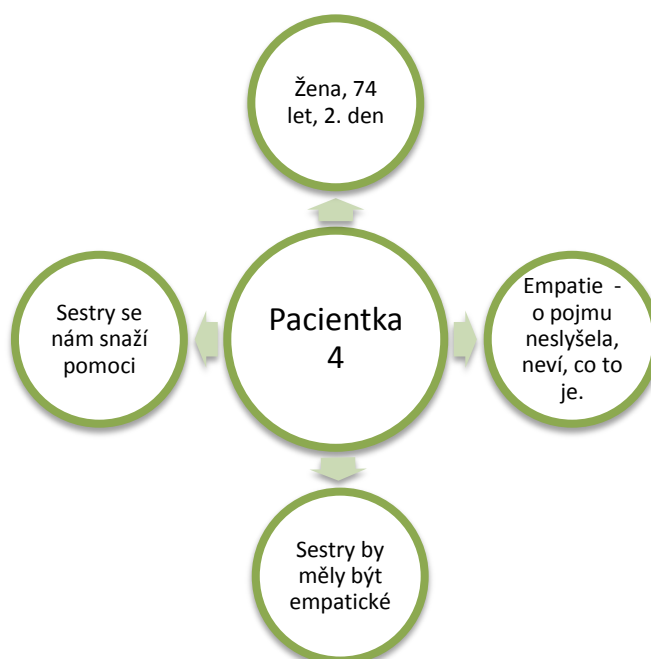 Žena, 74
let, 2. den
Sestry se
nám snaží
pomoci
Pacientka
4
Empatie -
o pojmu
neslyšela,
neví, co to
je.
Sestry by
měly být
empatické